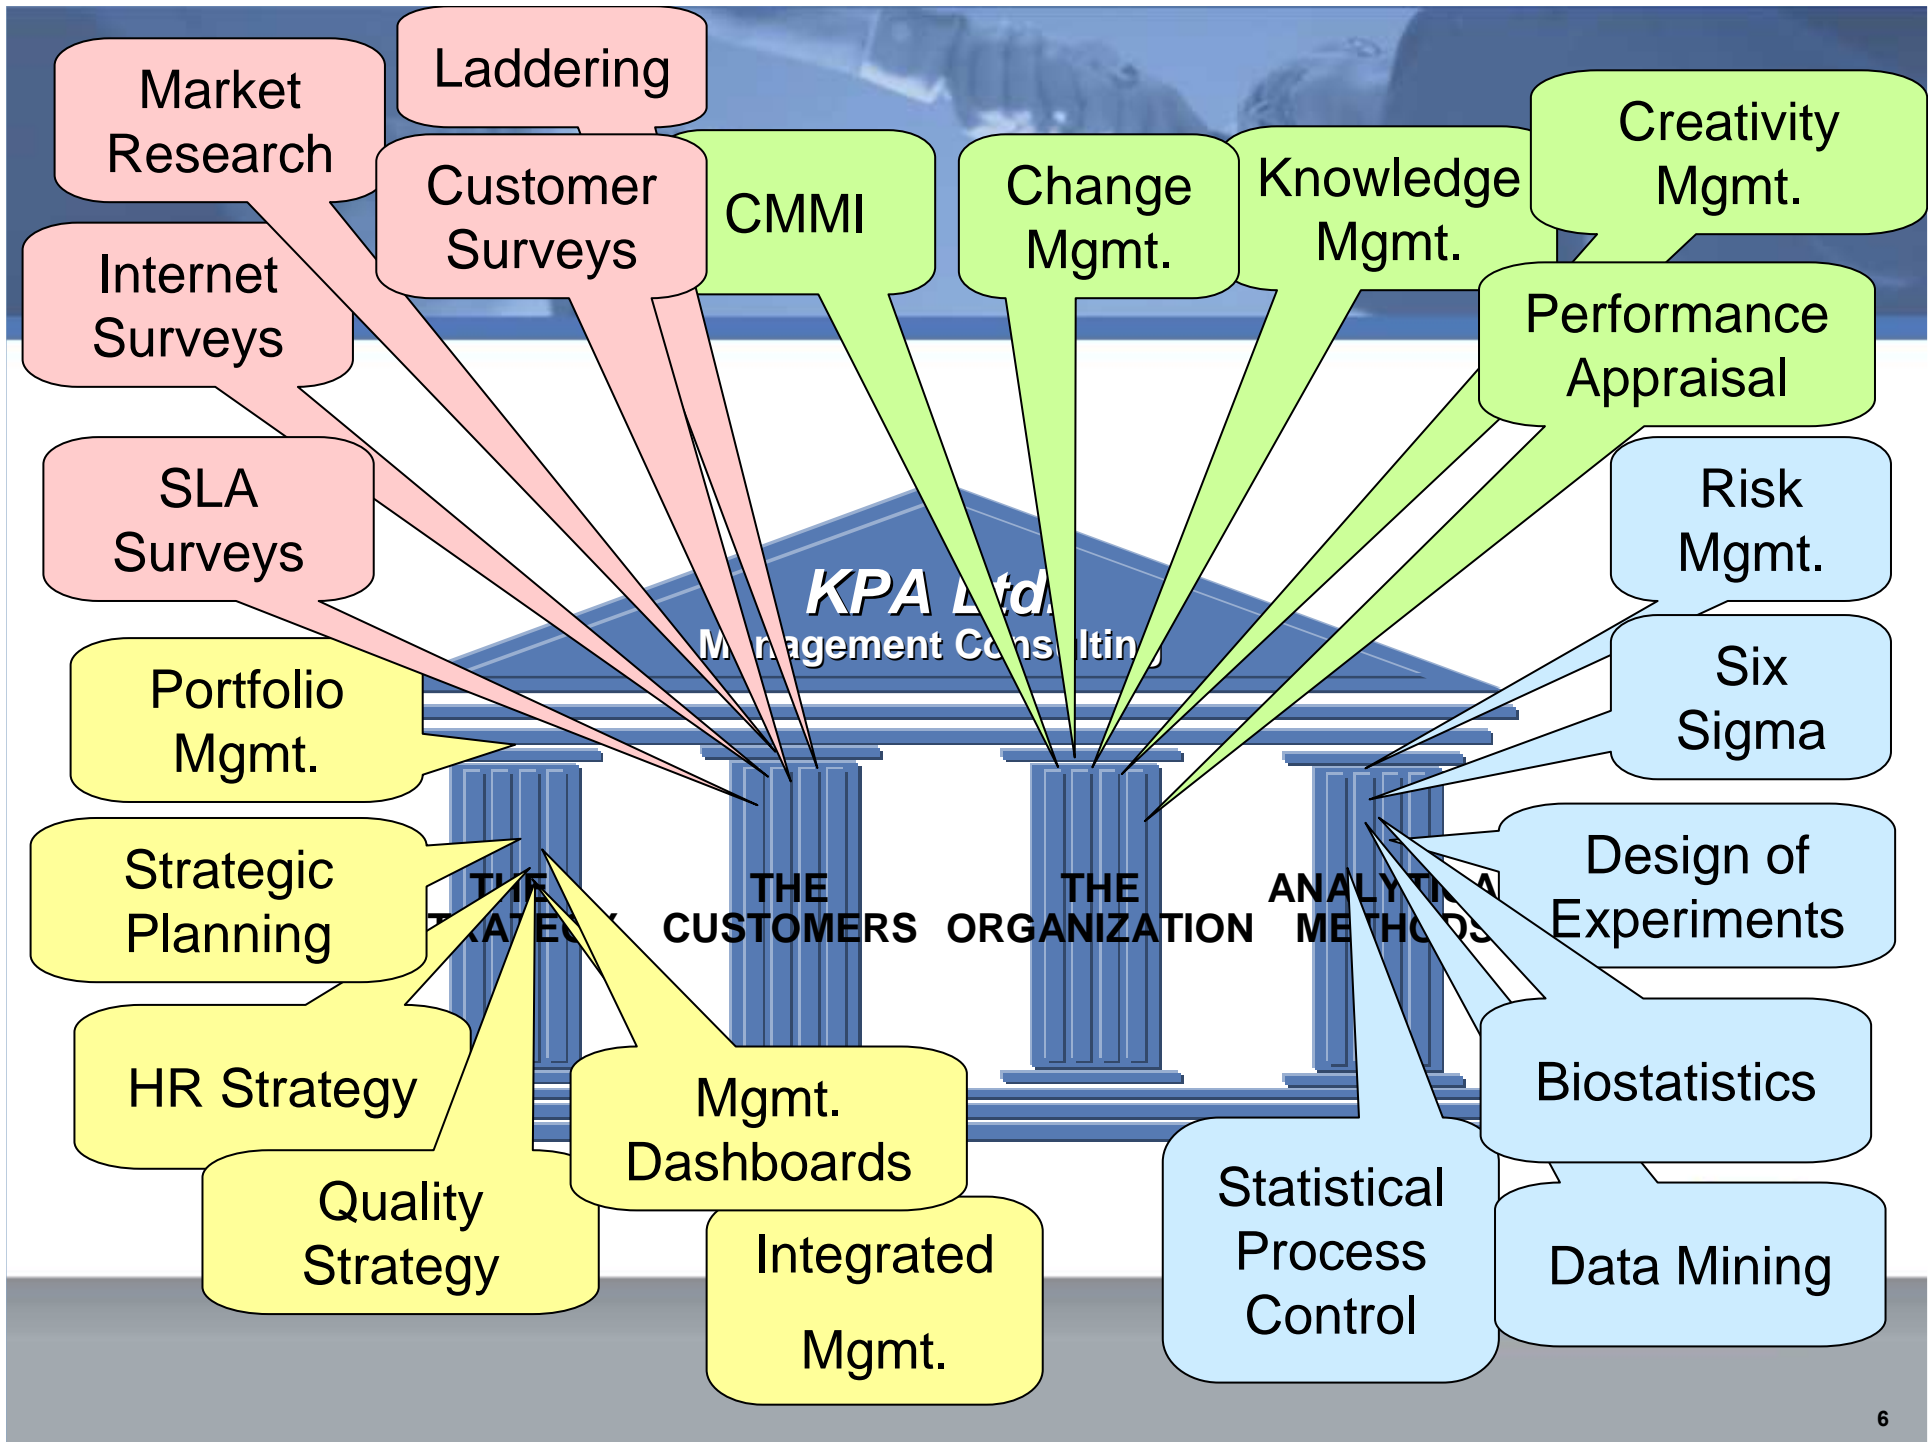 Laddering
Market
Research
Creativity
Mgmt.
Customer
Surveys
CMMI
Change
Mgmt.
Knowledge
Mgmt.
Internet
Surveys
Performance
Appraisal
SLA
Surveys
Risk
Mgmt.
KPA Ltd.
Management Consulting
Portfolio
Mgmt.
Six
Sigma
Strategic
Planning
THE
TRATEGY
THE
CUSTOMERS
THE
ORGANIZATION
ANALYTICA
METHODS
Design of
Experiments
HR Strategy
Mgmt.
Dashboards
Biostatistics
Quality
Strategy
Integrated
Mgmt.
Statistical
Process
Control
Data Mining
6